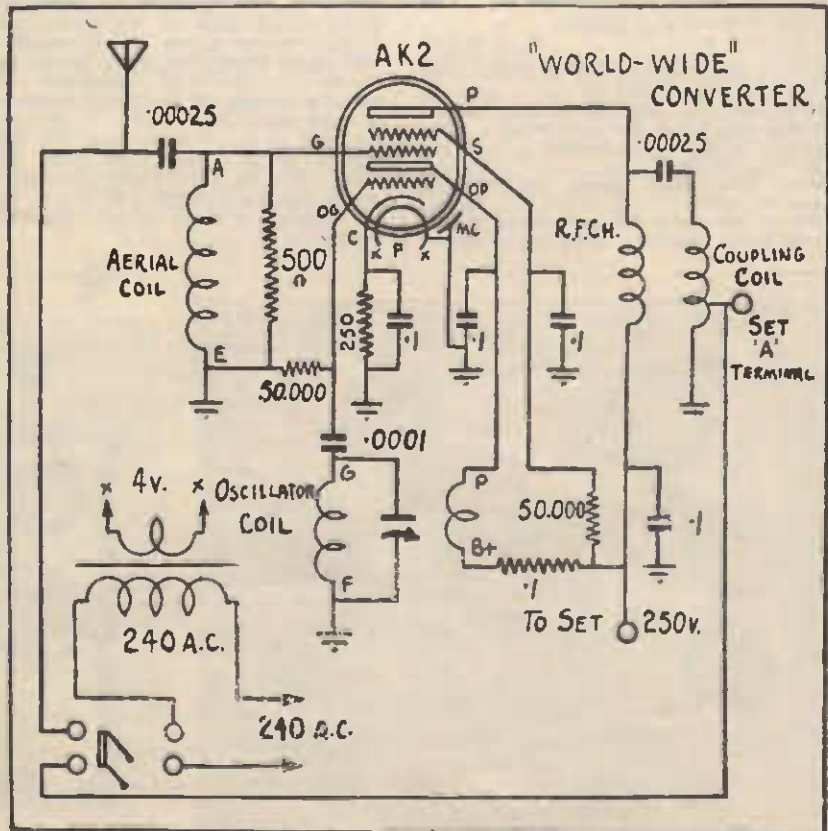 AK2
"WORLD-WIDE"
CONVERTER
.00025
A
G
P
S
OP
OG
C
F
MC
x
x
.00025
R.F.CH.
COUPLING
COIL
SET
'A'
TERMINAL
AERIAL
COIL
500
Ω
E
50.000
250
.1
.1
.1
.0001
4V.
x
x
OSCILLATOR
COIL
G
F
P
B+
50.000
.1
.1
TO SET
250V.
240 A.C.
240 A.C.